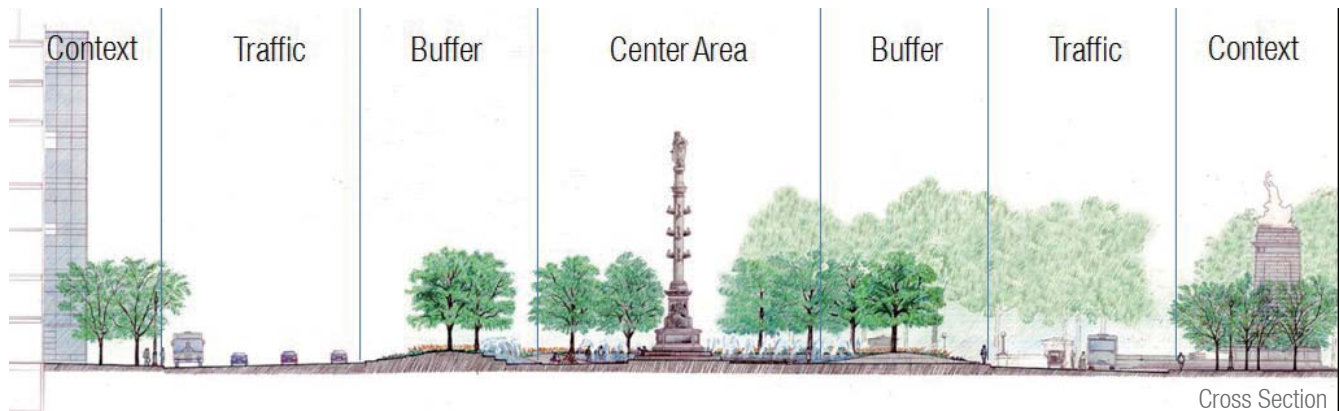 Context Traffic Buffer Center Area Buffer Traffic Context
Cross Section